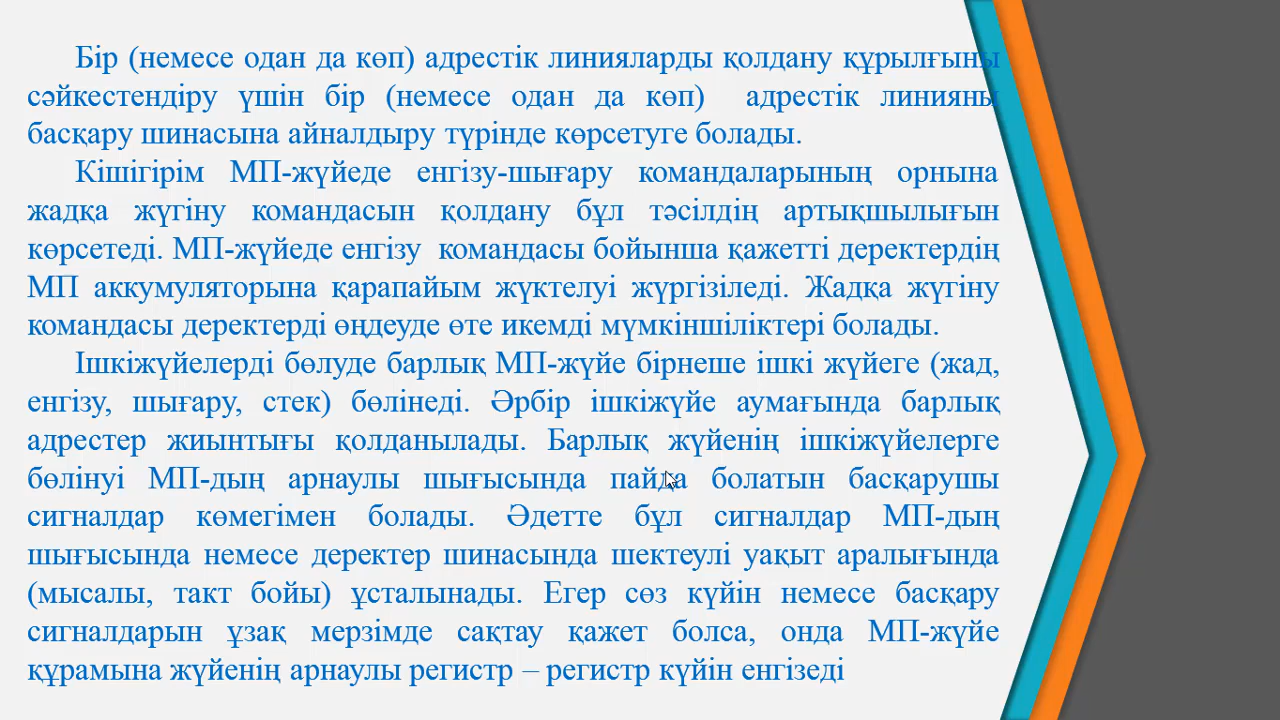 Бір (немесе одан да көп) адрестік линияларды қолдану құрылғыны
сәйкестендіру үшін бір (немесе одан да көп) адрестік линияны
басқару шинасына айналдыру түрінде көрсетуге болады.
Кішігірім МП-жүйеде енгізу-шығару командаларының орнына
жадқа жүгіну командасын қолдану бұл тәсілдің артықшылығын
көрсетеді. МП-жүйеде енгізу командасы бойынша қажетті деректердің
МП аккумуляторына қарапайым жүктелуі жүргізіледі. Жадқа жүгіну
командасы деректерді өңдеуде өте икемді мүмкіншіліктері болады.
Ішкіжүйелерді бөлуде барлық МП-жүйе бірнеше ішкі жүйеге (жад,
енгізу, шығару, стек) бөлінеді. Әрбір ішкіжүйе аумағында барлық
адрестер жиынтығы қолданылады. Барлық жүйенің ішкіжүйелерге
бөлінуі МП-дың арнаулы шығысында пайда болатын басқарушы
сигналдар көмегімен болады. Әдетте бұл сигналдар МП-дың
шығысында немесе деректер шинасында шектеулі уақыт аралығында
(мысалы, такт бойы) ұсталынады. Егер сөз күйін немесе басқару
сигналдарын ұзақ мерзімде сақтау қажет болса, онда МП-жүйе
құрамына жүйенің арнаулы регистр – регистр күйін енгізеді